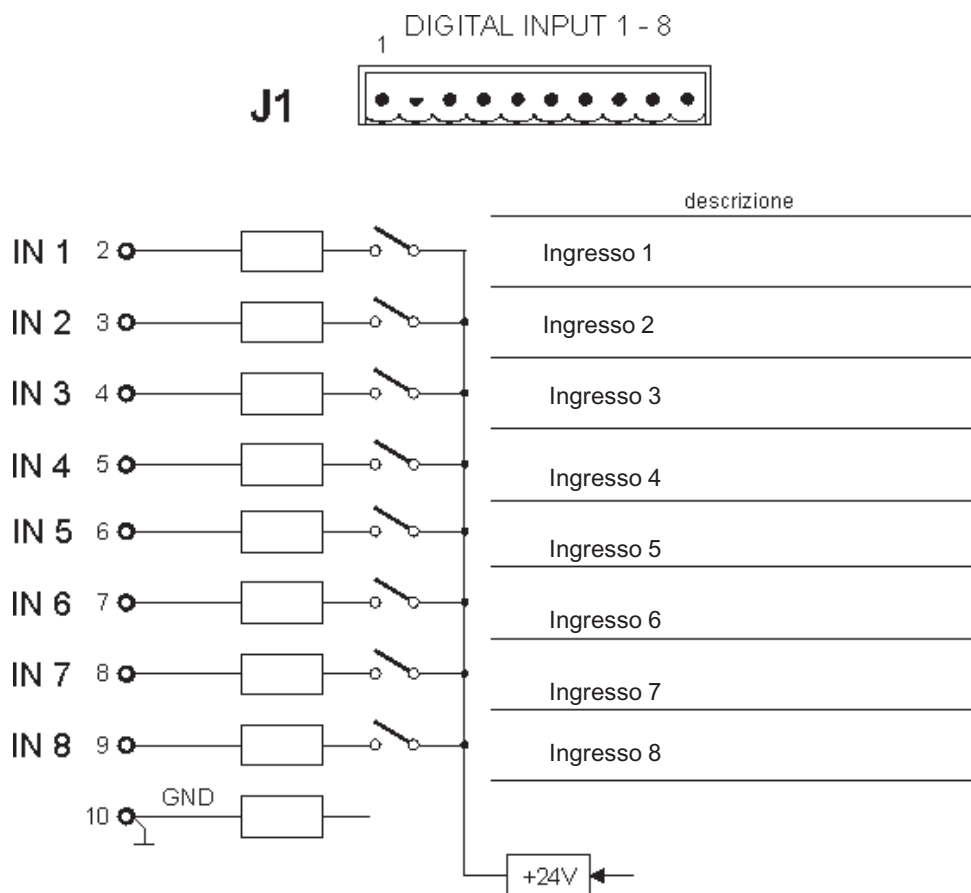 DIGITAL INPUT 1 - 8
1
J1
descrizione
IN 1 2 Ingresso 1
IN 2 3 Ingresso 2
IN 3 4 Ingresso 3
IN 4 5 Ingresso 4
IN 5 6 Ingresso 5
IN 6 7 Ingresso 6
IN 7 8 Ingresso 7
IN 8 9 Ingresso 8
10 GND
+24V